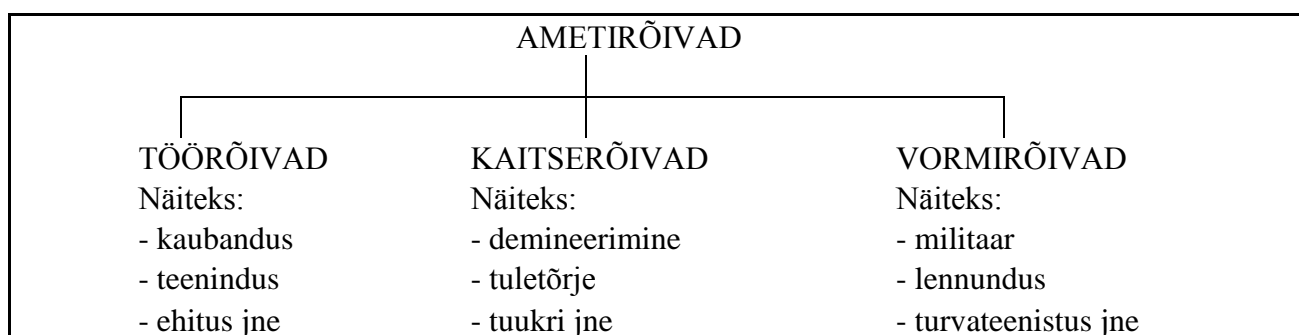 AMETIRÕIVAD
TÖÖRÕIVAD
Näiteks:
- kaubandus
- teenindus
- ehitus jne
KAITSERÕIVAD
Näiteks:
- demineerimine
- tuletõrje
- tuukri jne
VORMIRÕIVAD
Näiteks:
- militaar
- lennundus
- turvateenistus jne